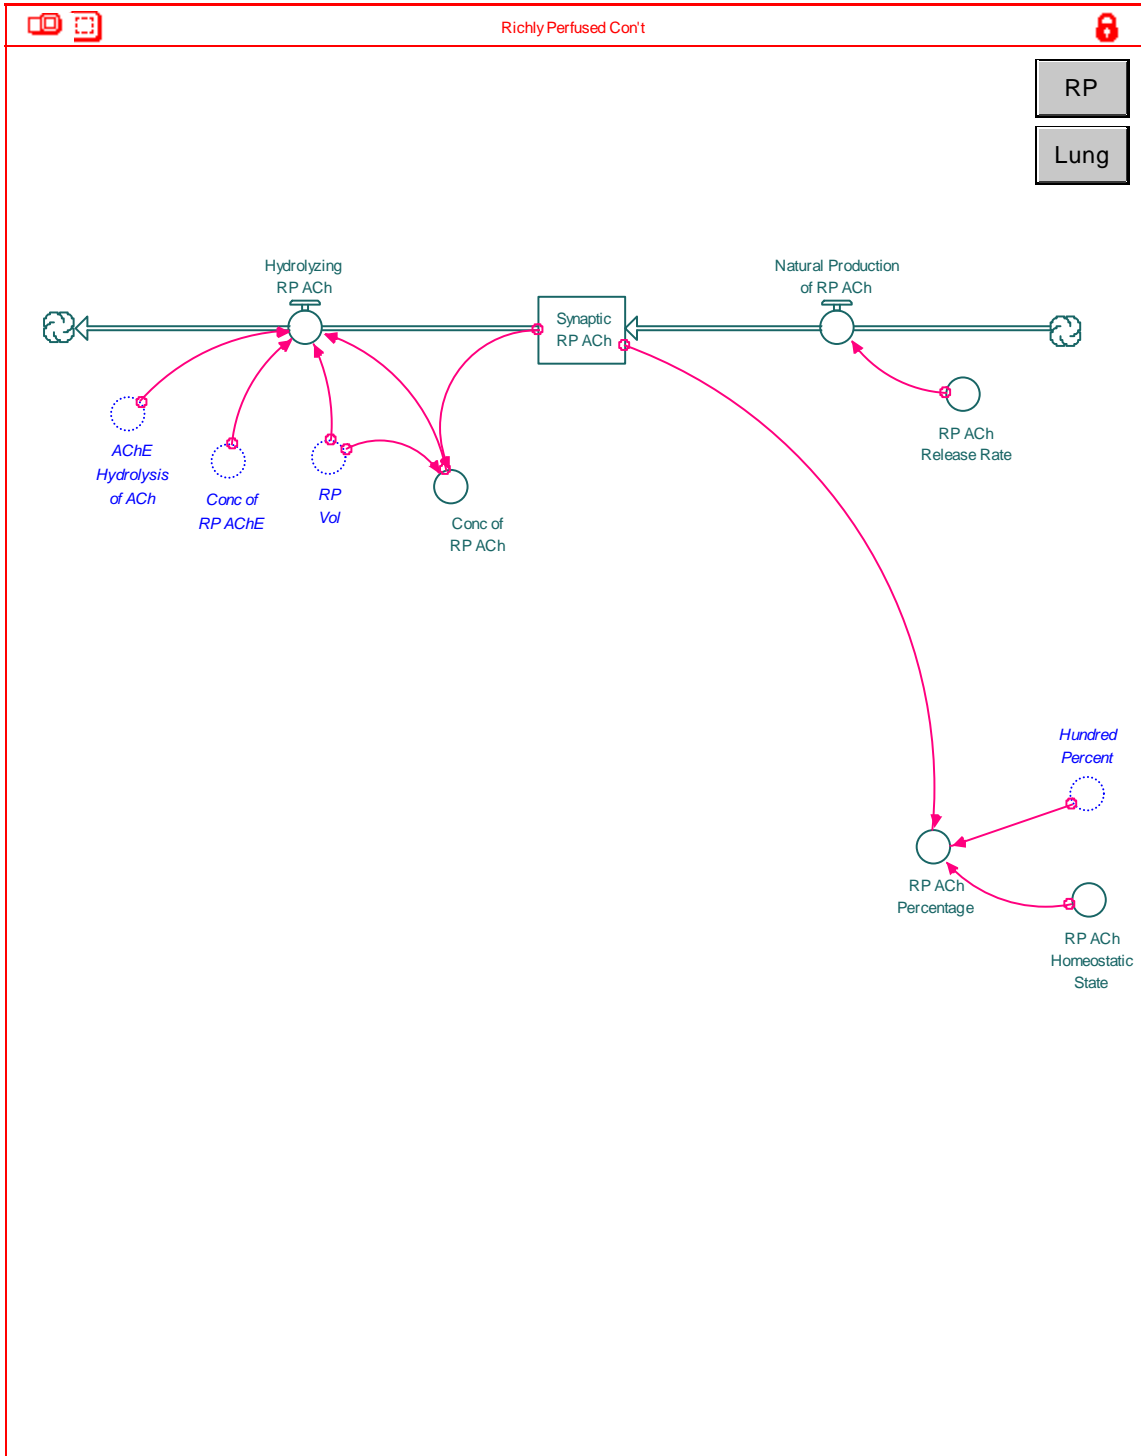 Richly Perfused Con't
RP
Lung
Hydrolyzing
RP ACh
Natural Production
of RP ACh
Synaptic
RP ACh
AChE
Hydrolysis
of ACh
Conc of
RP AChE
RP
Vol
Conc of
RP ACh
RP ACh
Release Rate
Hundred
Percent
RP ACh
Percentage
RP ACh
Homeostatic
State